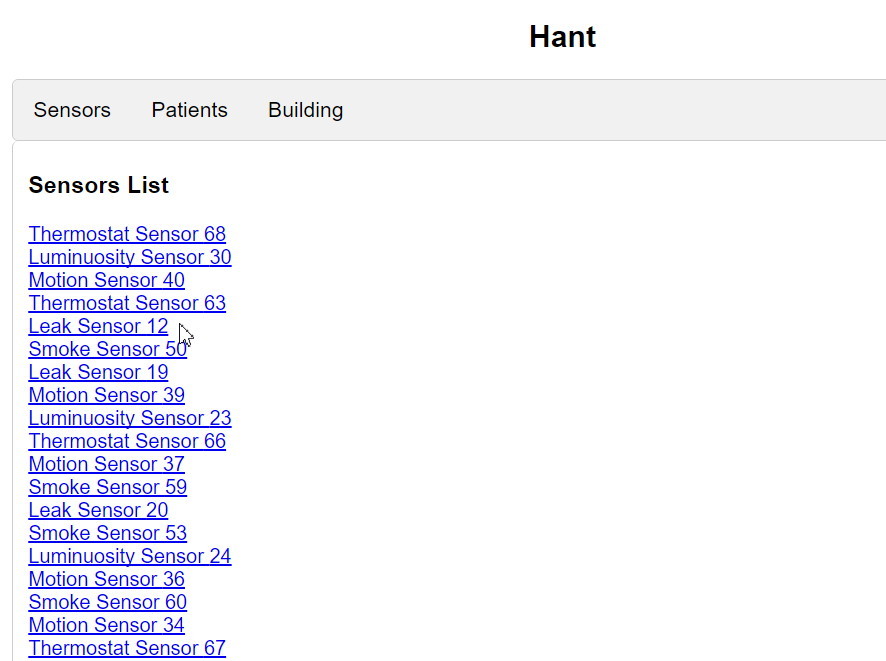 Hant
Sensors Patients Building
Sensors List
Thermostat Sensor 68
Luminuosity Sensor 30
Motion Sensor 40
Thermostat Sensor 63
Leak Sensor 12
Smoke Sensor 50
Leak Sensor 19
Motion Sensor 39
Luminuosity Sensor 23
Thermostat Sensor 66
Motion Sensor 37
Smoke Sensor 59
Leak Sensor 20
Smoke Sensor 53
Luminuosity Sensor 24
Motion Sensor 36
Smoke Sensor 60
Motion Sensor 34
Thermostat Sensor 67